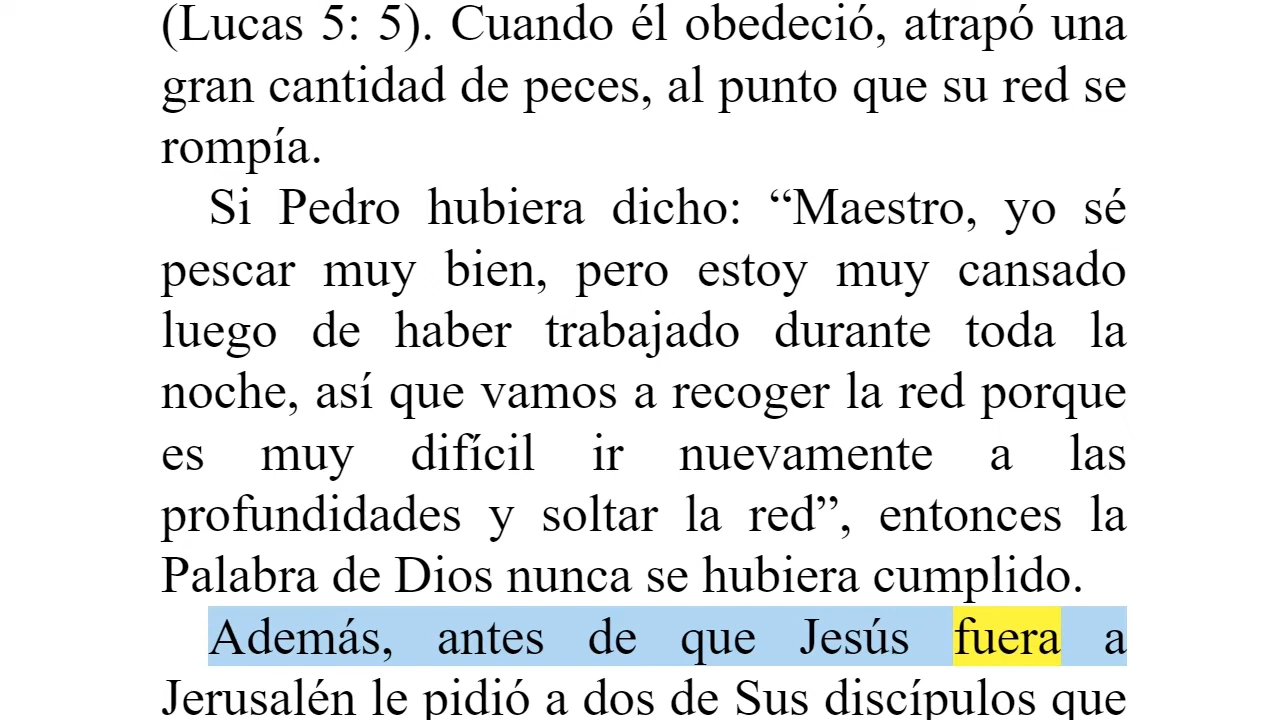 (Lucas 5: 5). Cuando él obedeció, atrapó una
gran cantidad de peces, al punto que su red se
rompía.
Si Pedro hubiera dicho: “Maestro, yo sé
pescar muy bien, pero estoy muy cansado
luego de haber trabajado durante toda la
noche, así que vamos a recoger la red porque
es muy difícil ir nuevamente a las
profundidades y soltar la red”, entonces la
Palabra de Dios nunca se hubiera cumplido.
Además, antes de que Jesús fuera a
Jerusalén le pidió a dos de Sus discípulos que